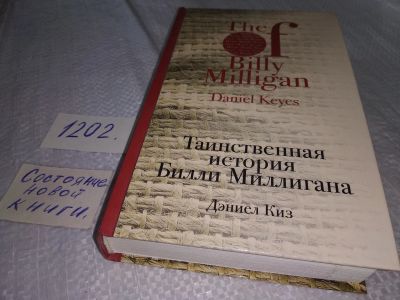 The
of
Billy
Milligan
Daniel Keyes
Таинственная
история
Билли Миллигана
Дэниел Киз
1202.
Состояние
новой
книги.